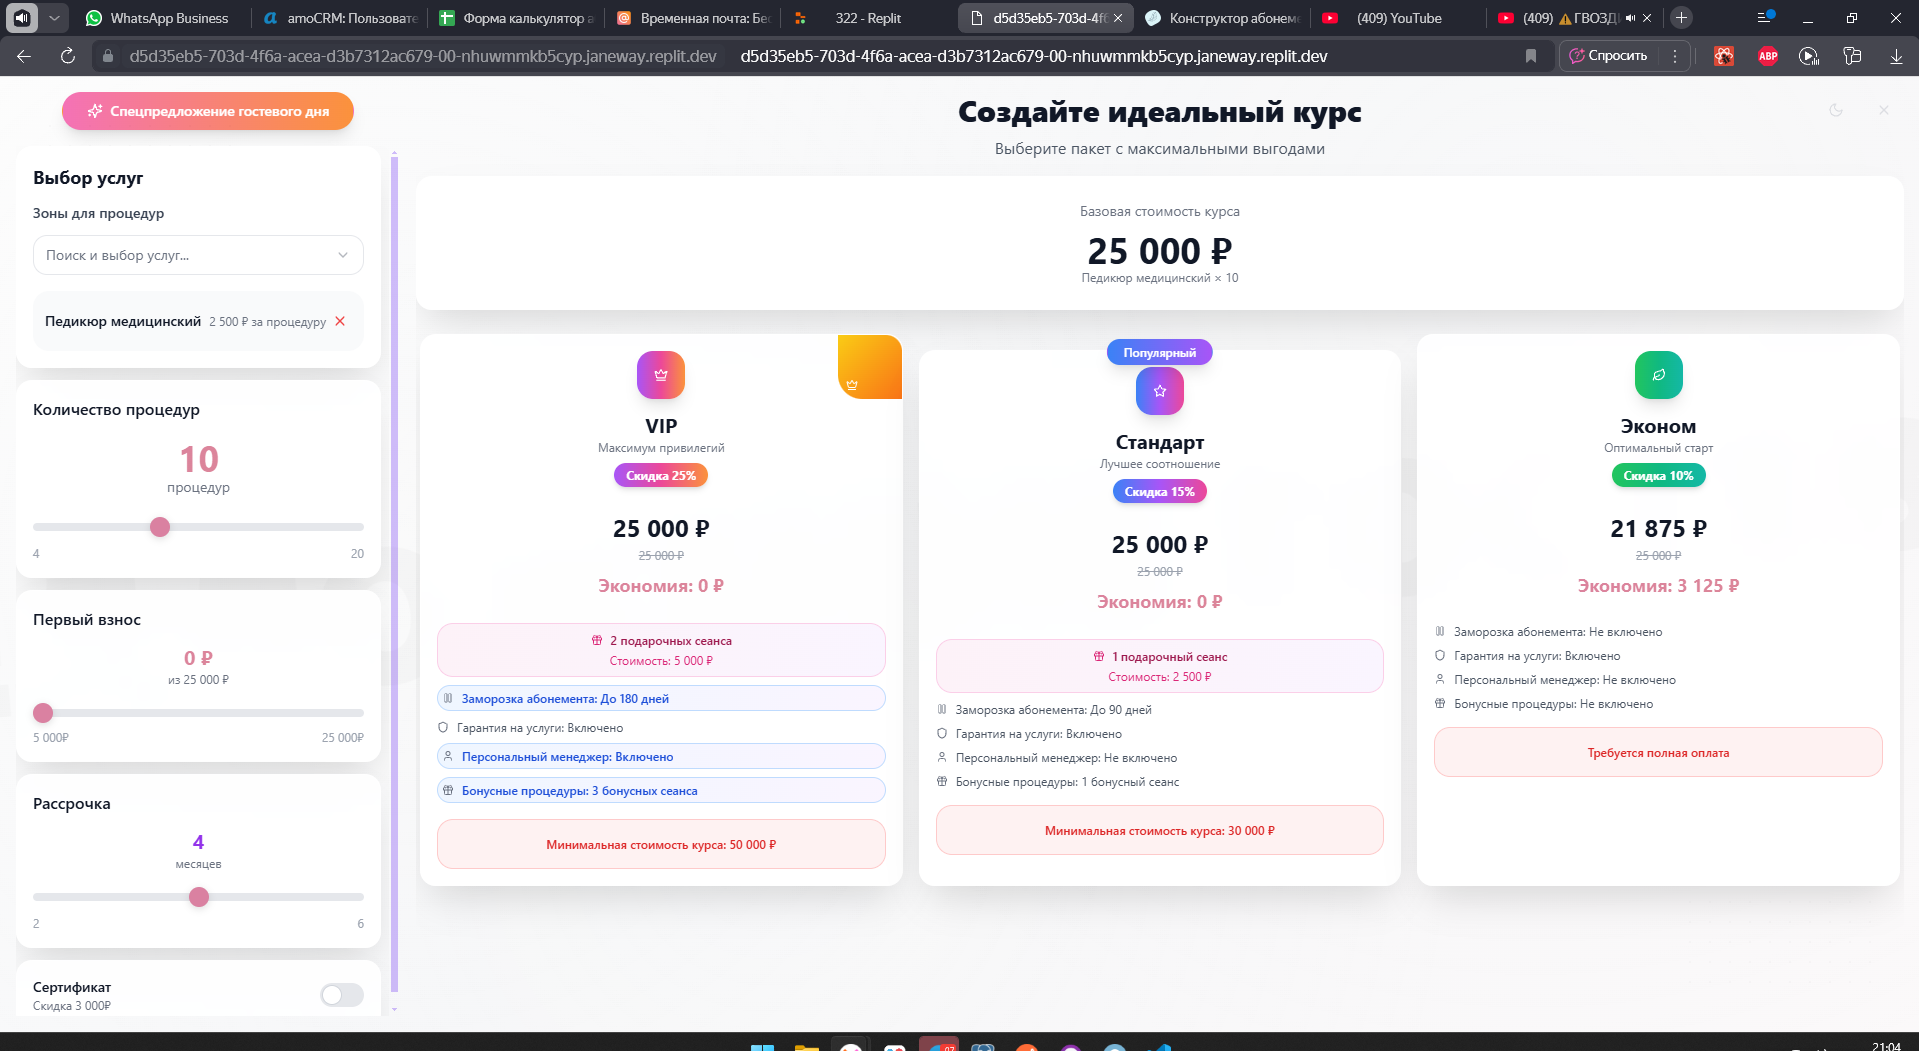 WhatsApp Business
amoCRM: Пользовате
Форма калькулятор а
Временная почта: Бес
322 - Replit
d5d35eb5-703d-4f6
Конструктор абонеме
(409) YouTube
(409) ⚠ ГВОЗДИ
d5d35eb5-703d-4f6a-acea-d3b7312ac679-00-nhuwmmkb5cyp.janeway.replit.dev d5d35eb5-703d-4f6a-acea-d3b7312ac679-00-nhuwmmkb5cyp.janeway.replit.dev
Спросить
ABP
Спецпредложение гостевого дня
Выбор услуг
Зоны для процедур
Поиск и выбор услуг...
Педикюр медицинский 2 500 ₽ за процедуру
Количество процедур
10
процедур
4 20
Первый взнос
0 ₽
из 25 000 ₽
5 000₽ 25 000₽
Рассрочка
4
месяцев
2 6
Сертификат
Скидка 3 000₽
Создайте идеальный курс
Выберите пакет с максимальными выгодами
Базовая стоимость курса
25 000 ₽
Педикюр медицинский × 10
VIP
Максимум привилегий
Скидка 25%
25 000 ₽
25 000 ₽
Экономия: 0 ₽
2 подарочных сеанса
Стоимость: 5 000 ₽
Заморозка абонемента: До 180 дней
Гарантия на услуги: Включено
Персональный менеджер: Включено
Бонусные процедуры: 3 бонусных сеанса
Минимальная стоимость курса: 50 000 ₽
Популярный
Стандарт
Лучшее соотношение
Скидка 15%
25 000 ₽
25 000 ₽
Экономия: 0 ₽
1 подарочный сеанс
Стоимость: 2 500 ₽
Заморозка абонемента: До 90 дней
Гарантия на услуги: Включено
Персональный менеджер: Не включено
Бонусные процедуры: 1 бонусный сеанс
Минимальная стоимость курса: 30 000 ₽
Эконом
Оптимальный старт
Скидка 10%
21 875 ₽
25 000 ₽
Экономия: 3 125 ₽
Заморозка абонемента: Не включено
Гарантия на услуги: Включено
Персональный менеджер: Не включено
Бонусные процедуры: Не включено
Требуется полная оплата
21:04